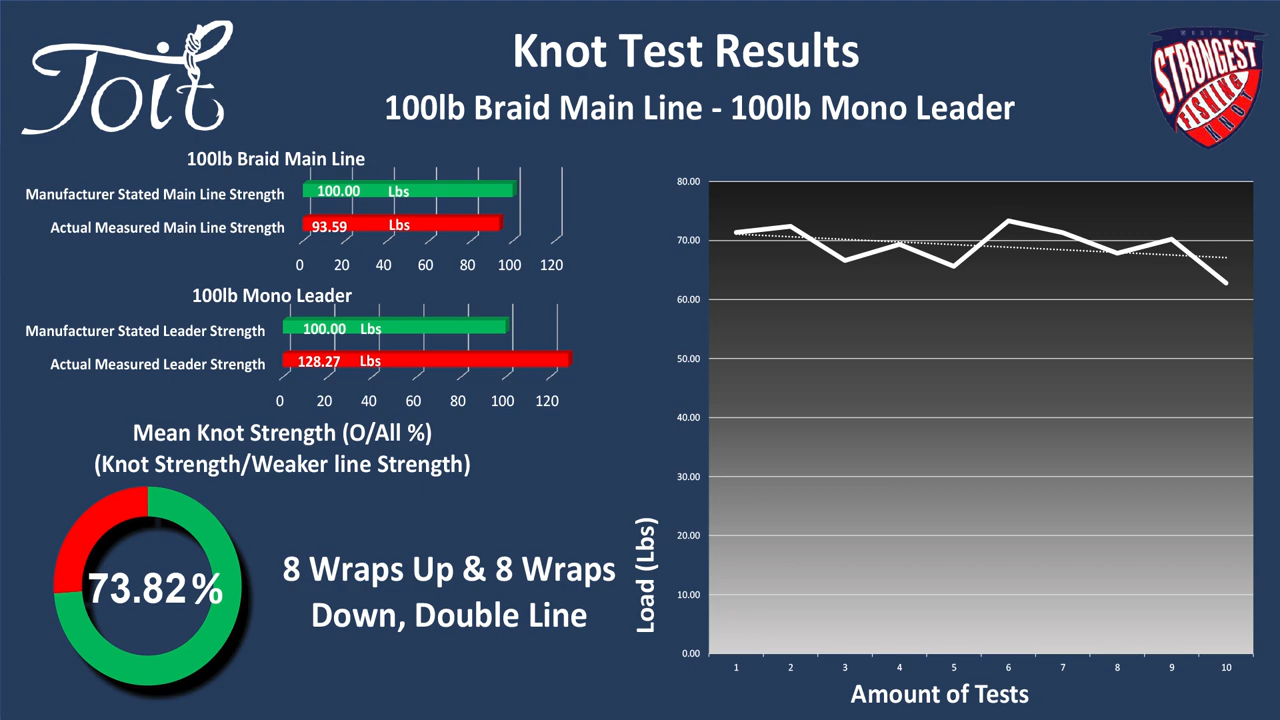 Toit
Knot Test Results
100lb Braid Main Line - 100lb Mono Leader
WORLD'S
STRONGEST
FISHING
KNOT
100lb Braid Main Line
Manufacturer Stated Main Line Strength
100.00 Lbs
Actual Measured Main Line Strength
93.59 Lbs
0 20 40 60 80 100 120
100lb Mono Leader
Manufacturer Stated Leader Strength
100.00 Lbs
Actual Measured Leader Strength
128.27 Lbs
0 20 40 60 80 100 120
Mean Knot Strength (O/All %)
(Knot Strength/Weaker line Strength)
73.82%
8 Wraps Up & 8 Wraps
Down, Double Line
Load (Lbs)
80.00
70.00
60.00
50.00
40.00
30.00
20.00
10.00
0.00
1 2 3 4 5 6 7 8 9 10
Amount of Tests